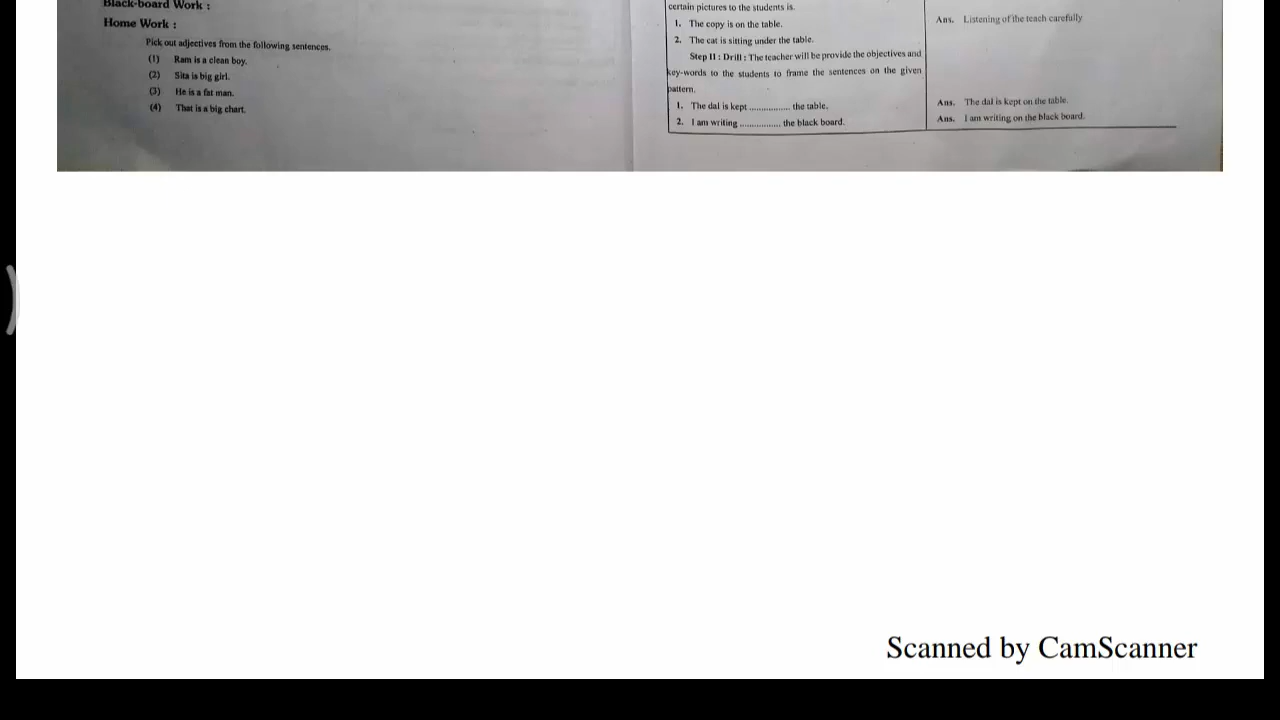 Black-board Work :
Home Work :
Pick out adjectives from the following sentences.
(1) Ram is a clean boy.
(2) Sita is big girl.
(3) He is a fat man.
(4) That is a big chart.
certain pictures to the students is.
1. The copy is on the table.
2. The cat is sitting under the table.
Step II : Drill : The teacher will be provide the objectives and
key-words to the students to frame the sentences on the given
pattern.
1. The dal is kept ................. the table.
2. I am writing ................. the black board.
Ans. Listening of the teach carefully
Ans. The dal is kept on the table.
Ans. I am writing on the black board.
Scanned by CamScanner